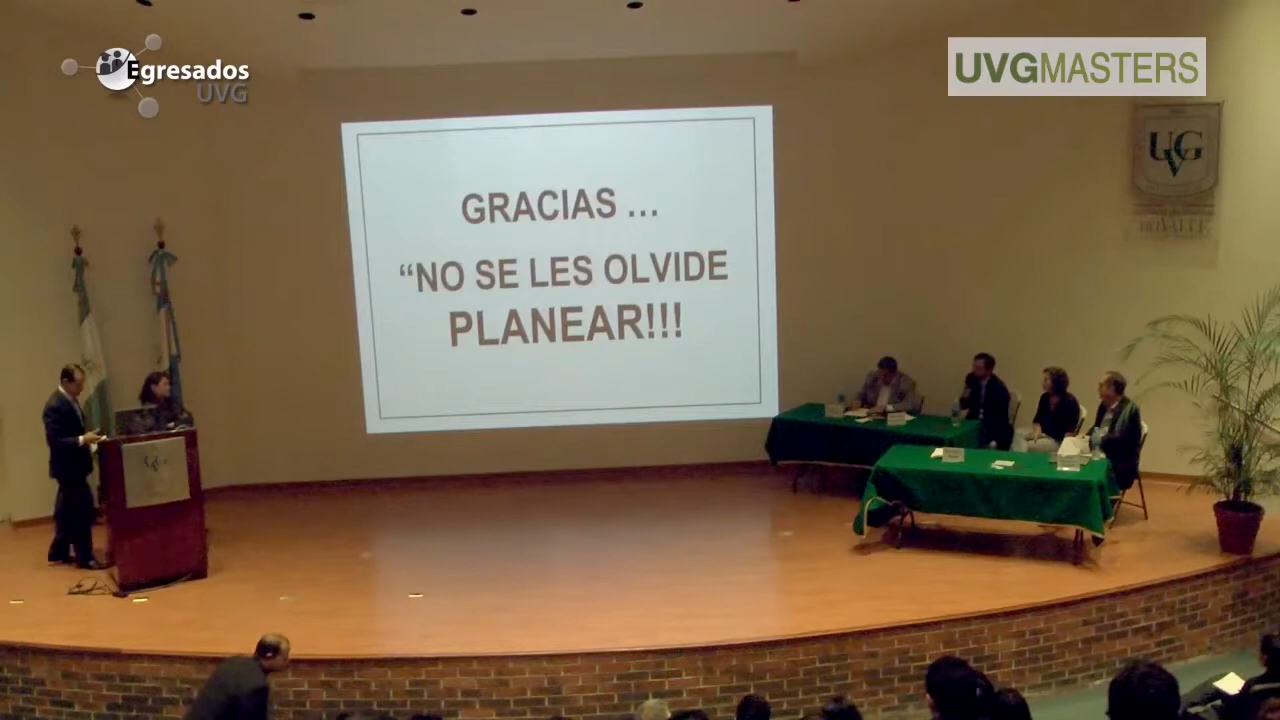 Egresados
UVG
UVGMASTERS
UVG
GRACIAS ...
“NO SE LES OLVIDE
PLANEAR!!!